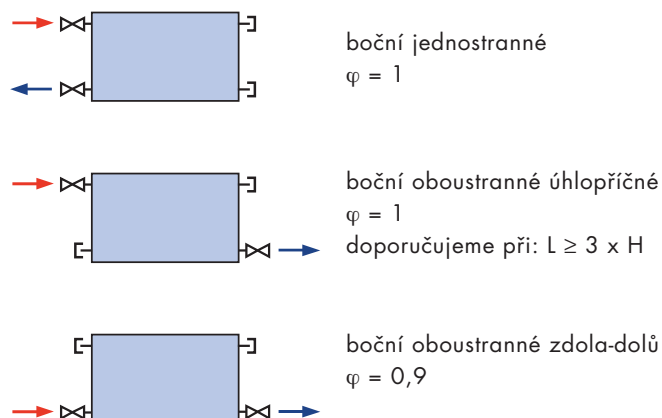 boční jednostranné
φ = 1
boční oboustranné úhlopříčné
φ = 1
doporučujeme při: L ≥ 3 x H
boční oboustranné zdola-dolů
φ = 0,9